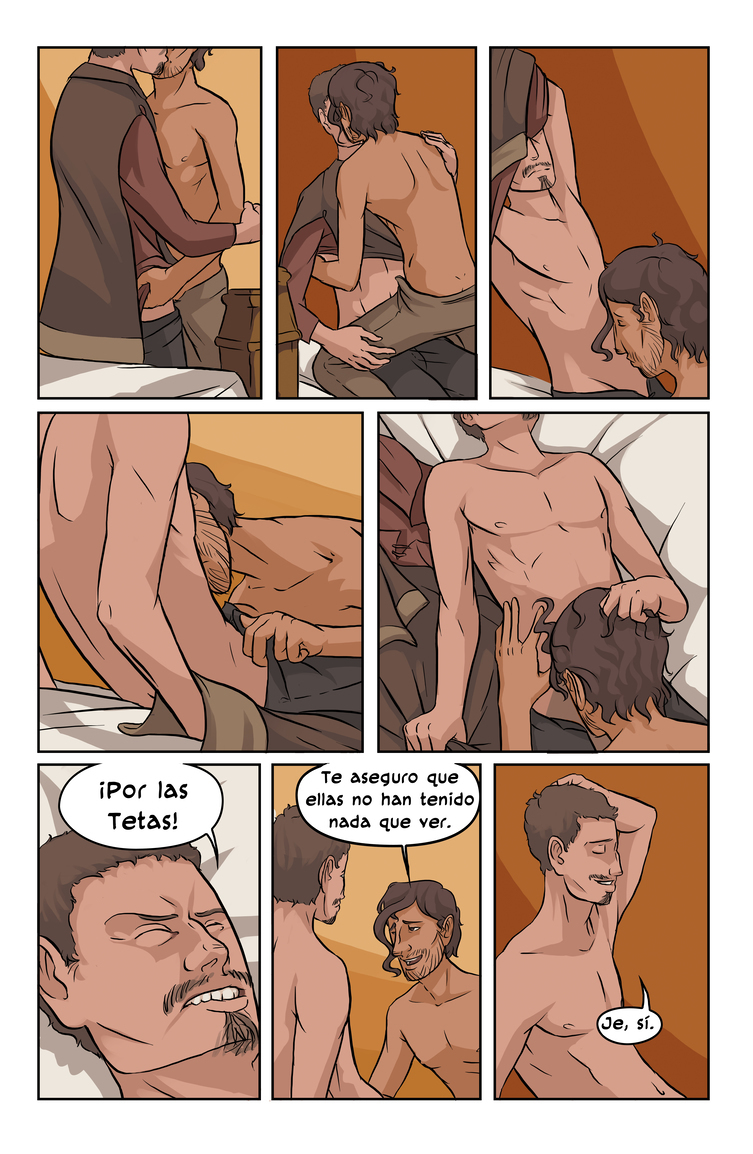 ¡Por las
Tetas!
Te aseguro que
ellas no han tenido
nada que ver.
Je, sí.